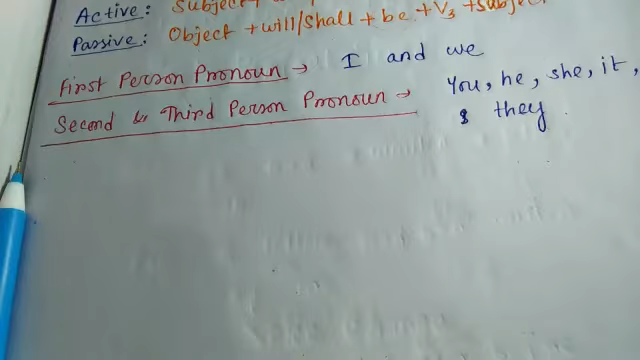 Active: Subject +
Passive: Object + will/shall + be + V3 + Subject
First Person Pronoun → I and we
Second & Third Person Pronoun → You, he, she, it,
& they.